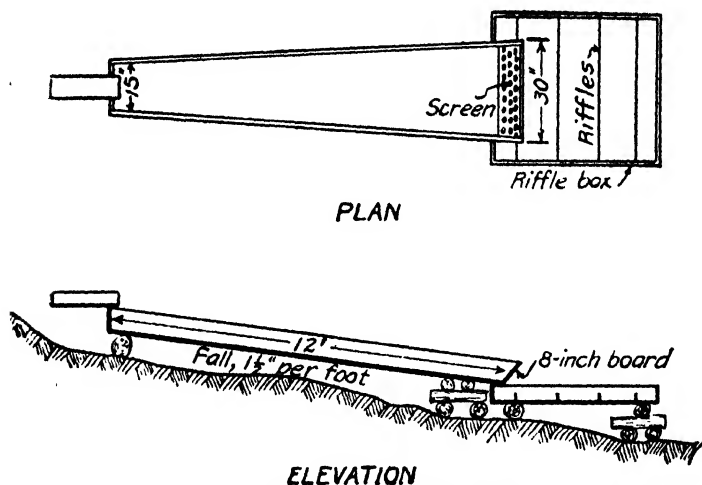 15"
Screen
30"
Riffles
Riffle box
PLAN
12'
Fall, 1½" per foot
8-inch board
ELEVATION